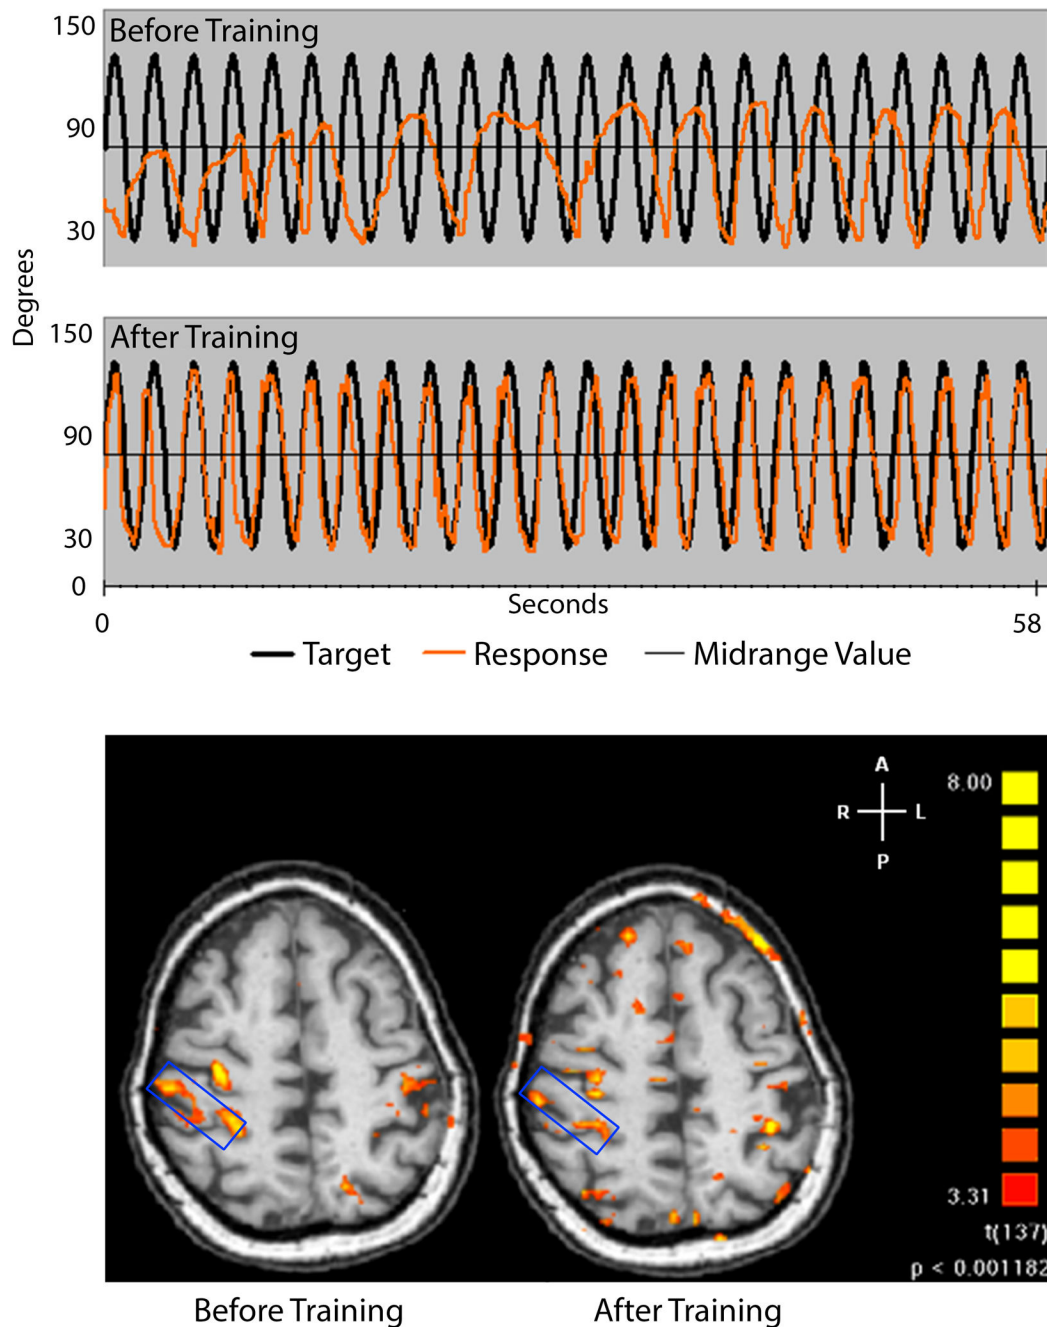 150
Before Training
90
30
Degrees
150
After Training
90
30
0
Seconds
0
58
Target
Response
Midrange Value
A
R
L
P
8.00
3.31
t(137)
p < 0.001182
Before Training
After Training